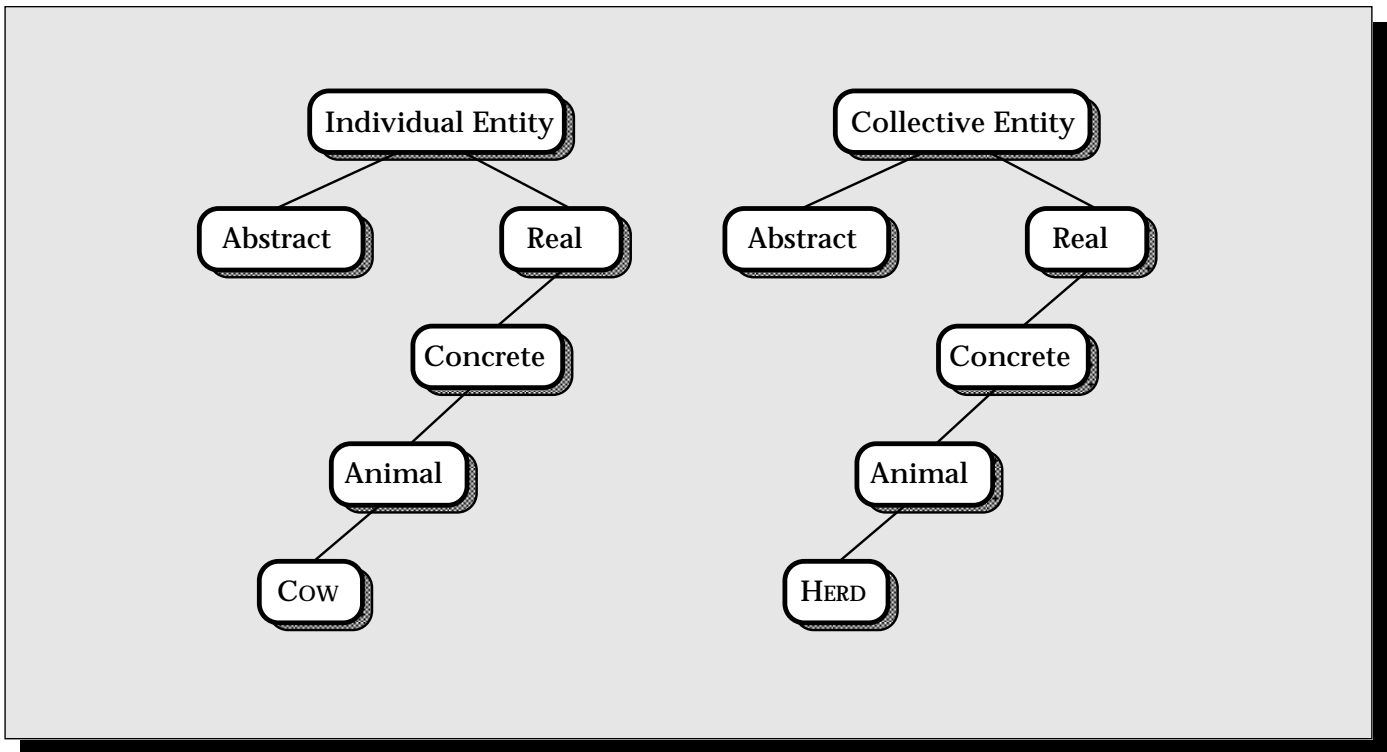 Individual Entity
Collective Entity
Abstract
Real
Abstract
Real
Concrete
Concrete
Animal
Animal
COW
HERD